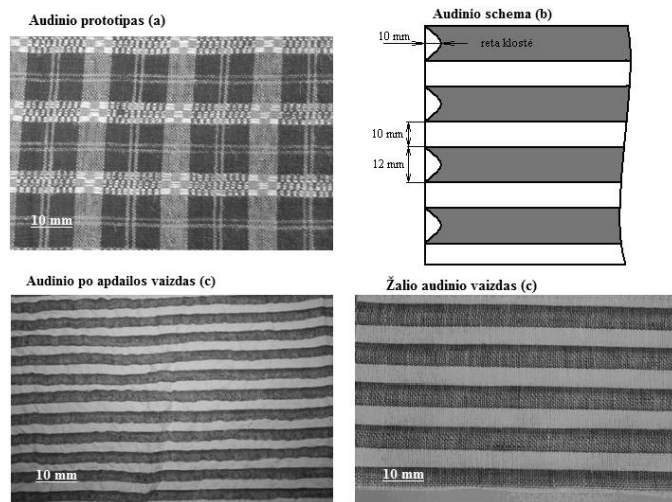 Audinio prototipas (a)
10 mm
Audinio schema (b)
10 mm
reta klostė
10 mm
12 mm
Audinio po apdailos vaizdas (c)
10 mm
Žalio audinio vaizdas (c)
10 mm